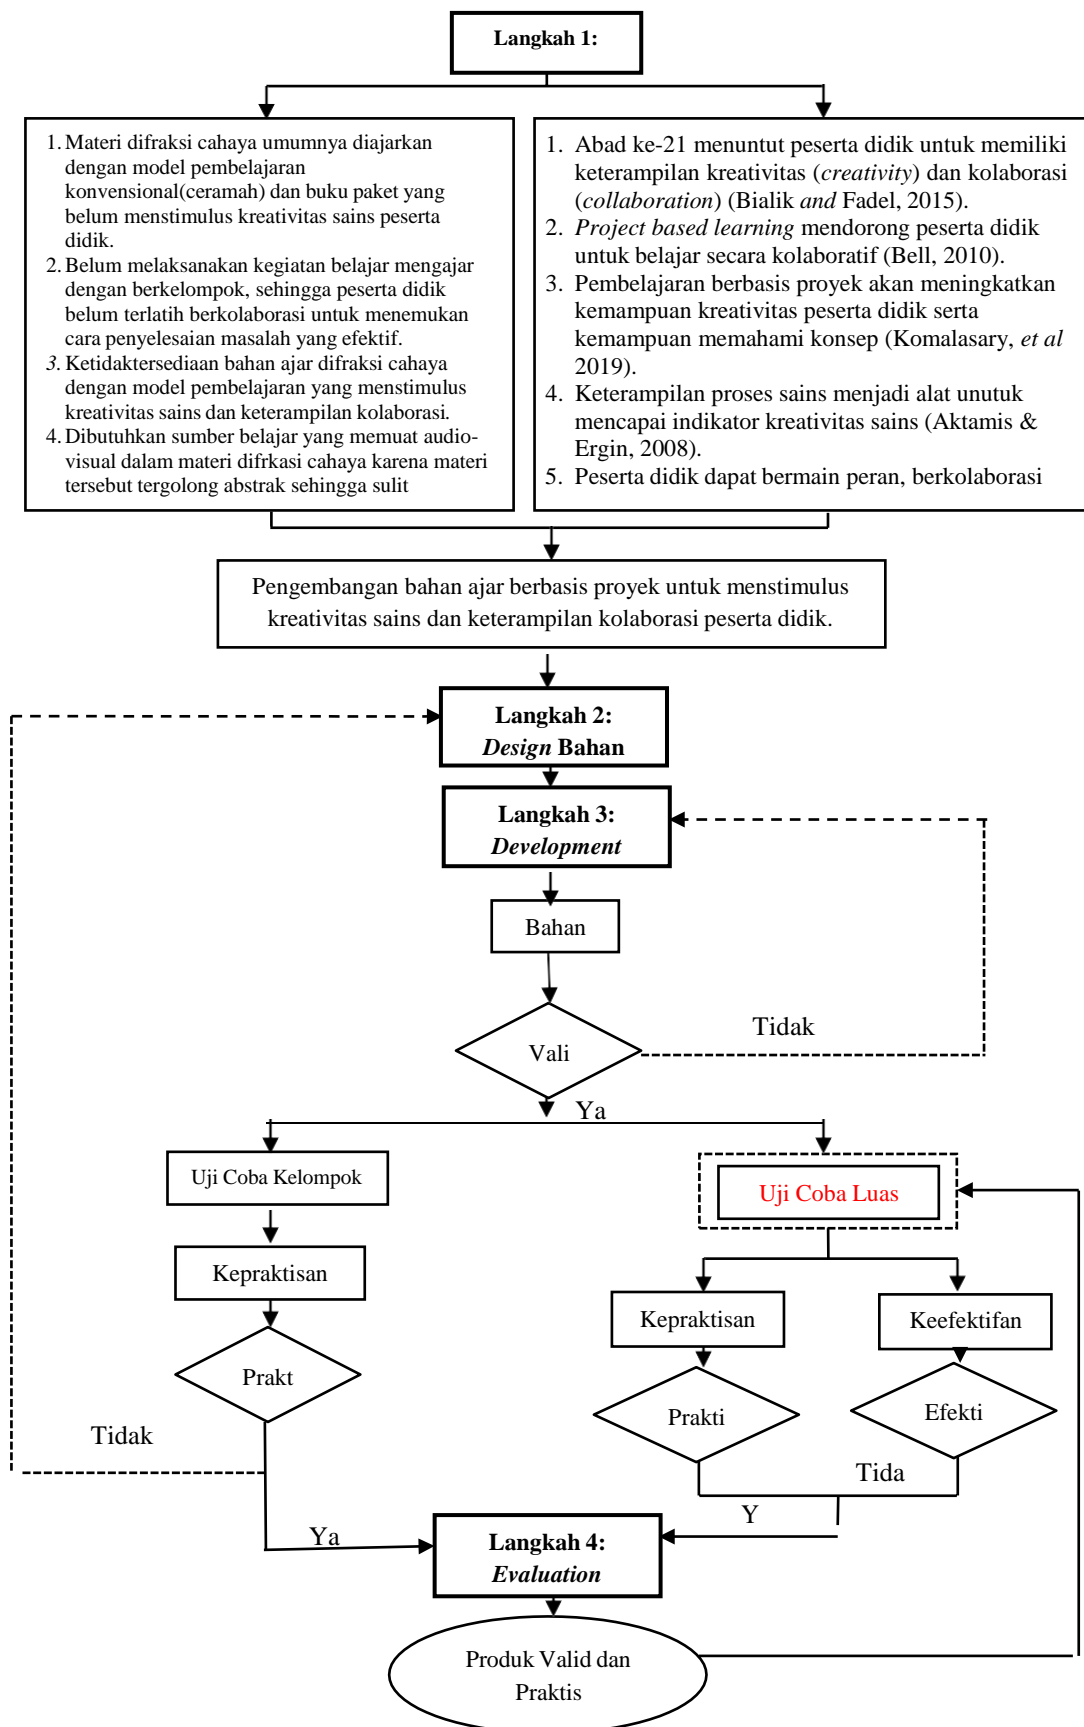 Langkah 1:
1. Materi difraksi cahaya umumnya diajarkan
dengan model pembelajaran
konvensional(ceramah) dan buku paket yang
belum menstimulus kreativitas sains peserta
didik.
2. Belum melaksanakan kegiatan belajar mengajar
dengan berkelompok, sehingga peserta didik
belum terlatih berkolaborasi untuk menemukan
cara penyelesaian masalah yang efektif.
3. Ketidaktersediaan bahan ajar difraksi cahaya
dengan model pembelajaran yang menstimulus
kreativitas sains dan keterampilan kolaborasi.
4. Dibutuhkan sumber belajar yang memuat audio-
visual dalam materi difrkasi cahaya karena materi
tersebut tergolong abstrak sehingga sulit
1. Abad ke-21 menuntut peserta didik untuk memiliki
keterampilan kreativitas (creativity) dan kolaborasi
(collaboration) (Bialik and Fadel, 2015).
2. Project based learning mendorong peserta didik
untuk belajar secara kolaboratif (Bell, 2010).
3. Pembelajaran berbasis proyek akan meningkatkan
kemampuan kreativitas peserta didik serta
kemampuan memahami konsep (Komalasary, et al
2019).
4. Keterampilan proses sains menjadi alat unutuk
mencapai indikator kreativitas sains (Aktamis &
Ergin, 2008).
5. Peserta didik dapat bermain peran, berkolaborasi
Pengembangan bahan ajar berbasis proyek untuk menstimulus
kreativitas sains dan keterampilan kolaborasi peserta didik.
Langkah 2:
Design Bahan
Langkah 3:
Development
Bahan
Vali
Tidak
Ya
Uji Coba Kelompok
Uji Coba Luas
Kepraktisan
Kepraktisan
Keefektifan
Prakt
Prakti
Efekti
Tidak
Tida
Y
Ya
Langkah 4:
Evaluation
Produk Valid dan
Praktis